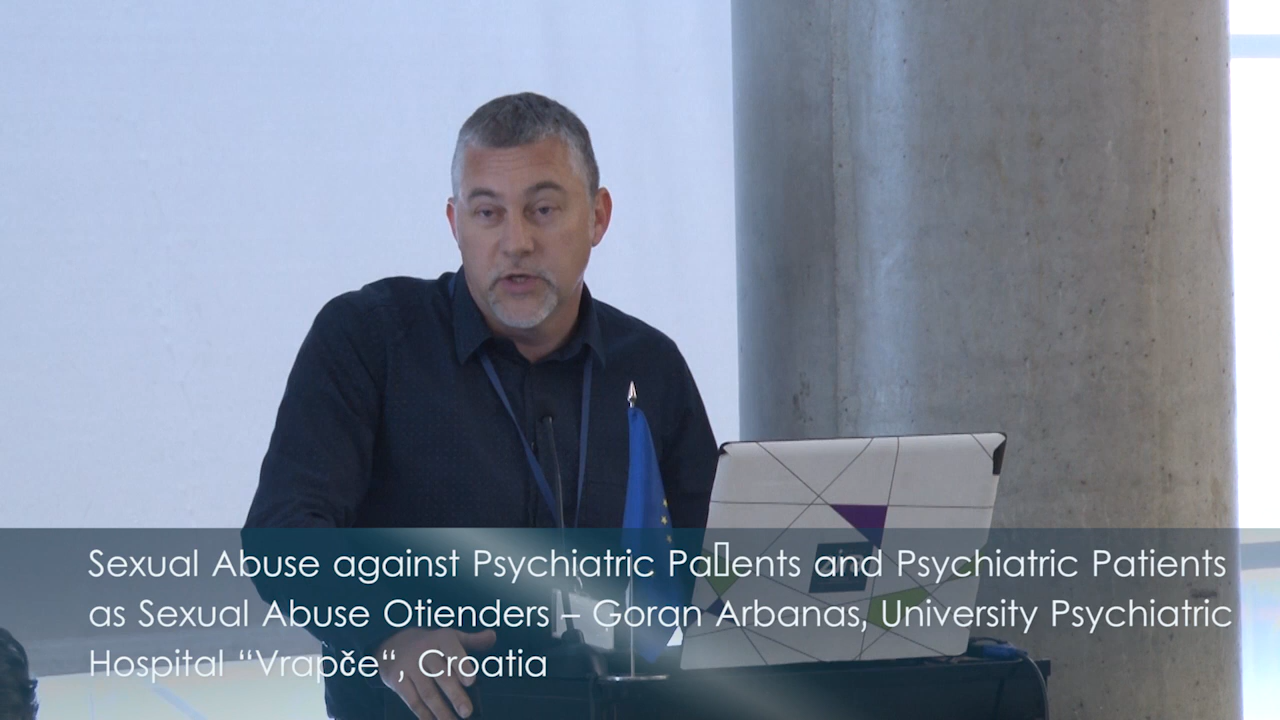 Sexual Abuse against Psychiatric Pa▯ents and Psychiatric Patients
as Sexual Abuse Otienders – Goran Arbanas, University Psychiatric
Hospital “Vrapče“, Croatia